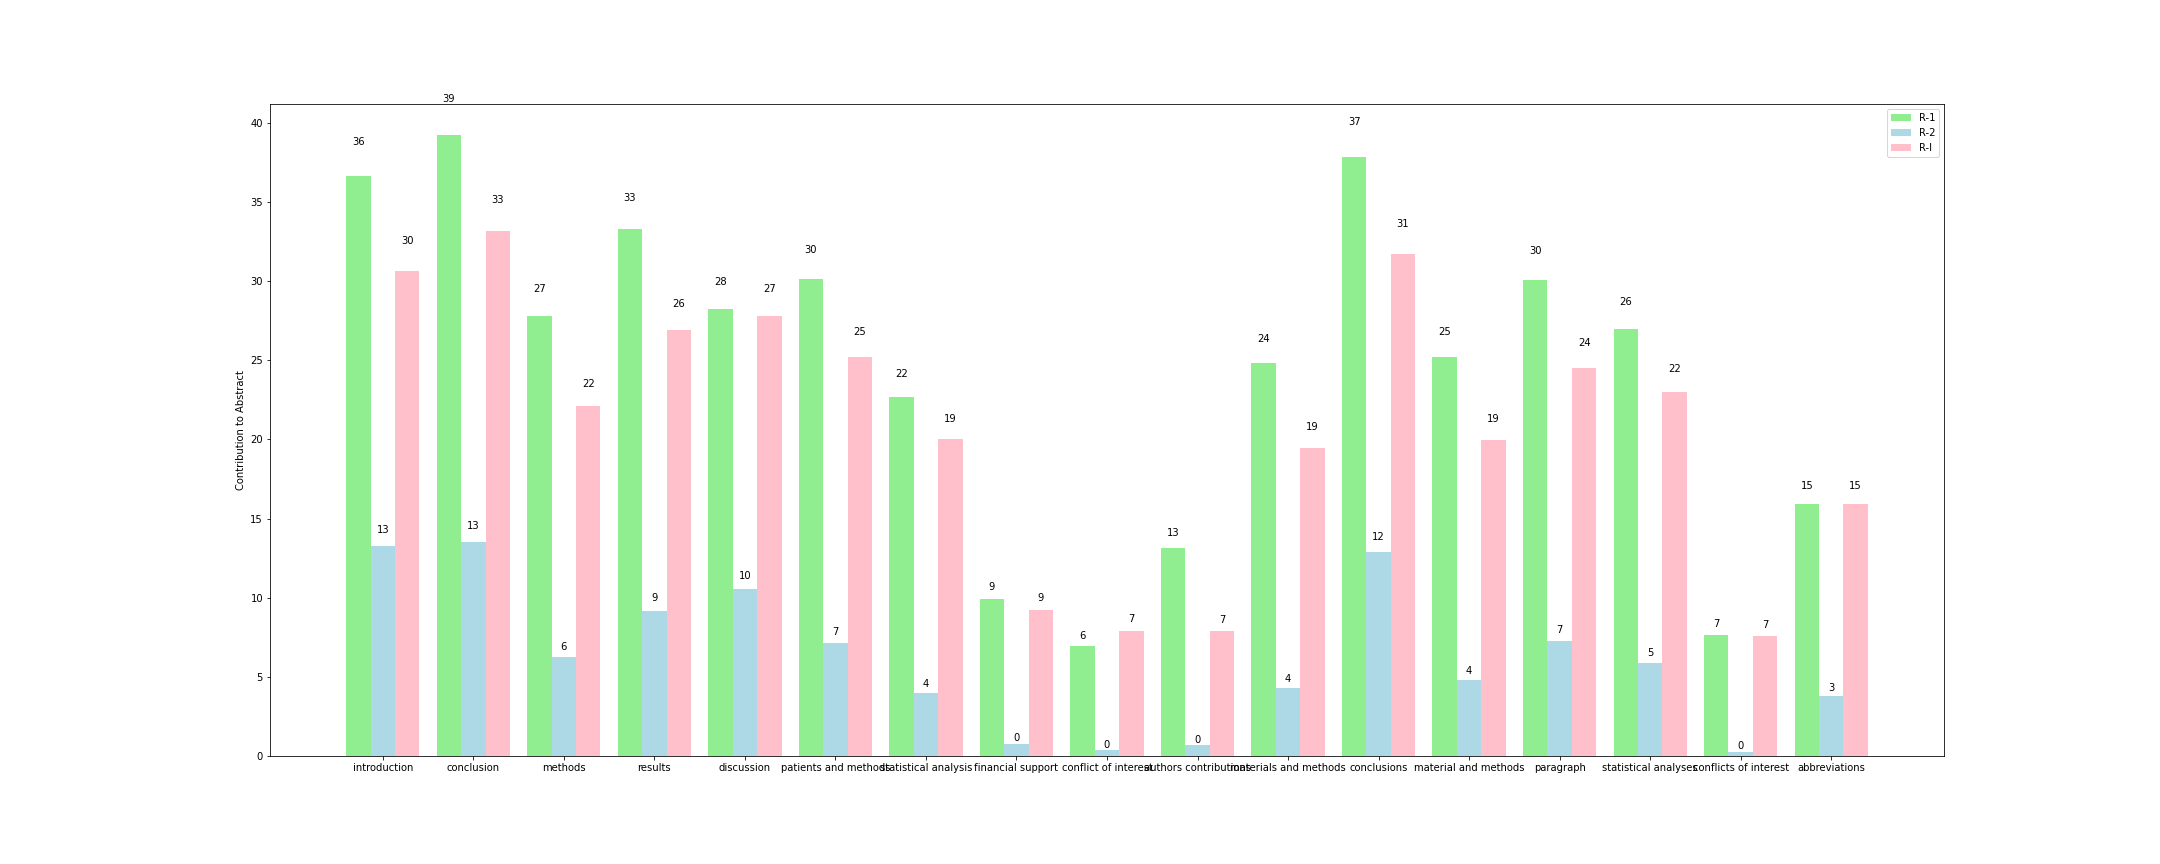 39
40
36
37
R-1
R-2
R-l
35
33
33
30
31
30
30
30
27
28
27
26
26
25
25
24
25
24
22
22
22
20
19
19
19
15
15
15
13
13
13
12
10
10
9
9
9
7
7
7
7
7
6
6
5
5
4
4
4
3
0
0
0
0
0
Contribution to Abstract
introduction
conclusion
methods
results
discussion
patients and methods
statistical analysis
financial support
conflict of interest
authors contributions
materials and methods
conclusions
material and methods
paragraph
statistical analyses
conflicts of interest
abbreviations